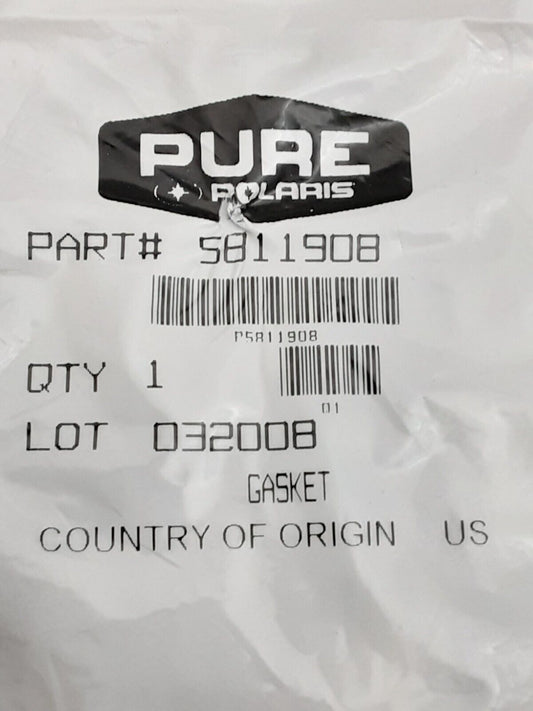 PURE
POLARIS
PART# 5811908
P5811908
QTY 1
01
LOT 032008
GASKET
COUNTRY OF ORIGIN US